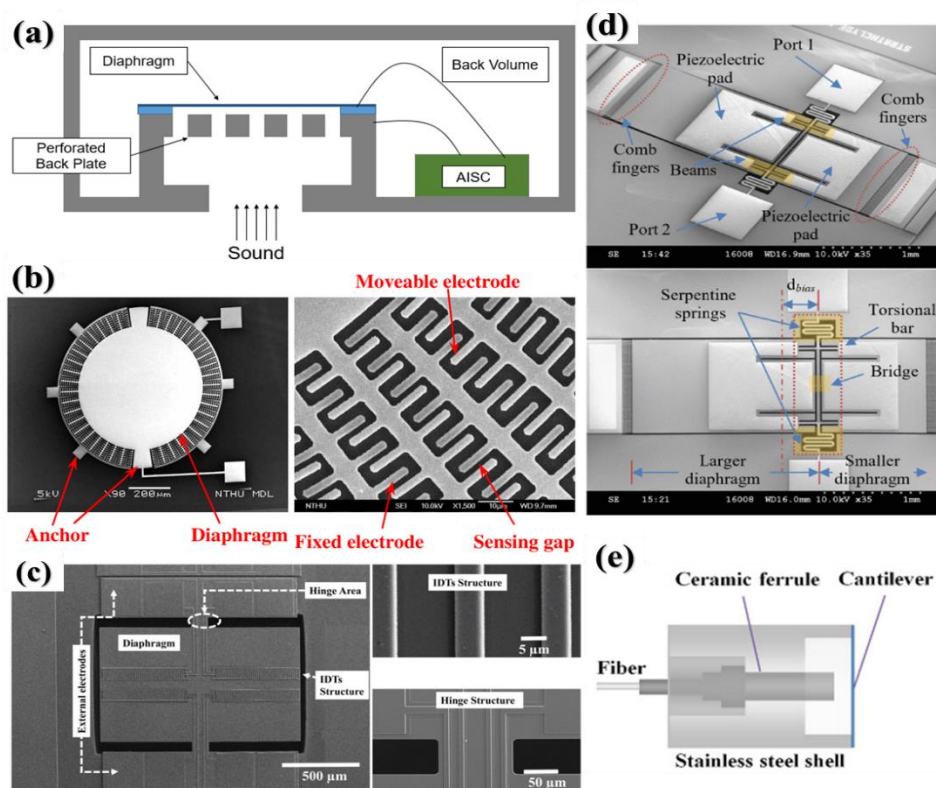 (a)
Diaphragm
Back Volume
Perforated
Back Plate
AISC
Sound
(b)
Moveable electrode
5kV X90 200µm NTHU MDL
Anchor
Diaphragm
NTHU SEI 10.0kV X1,500 10µm WD 9.7mm
Fixed electrode
Sensing gap
(c)
Hinge Area
Diaphragm
External electrodes
IDTs
Structure
500 µm
IDTs Structure
5 µm
Hinge Structure
50 µm
(d)
STRATHCLYDE
Port 1
Piezoelectric
pad
Comb
fingers
Comb
fingers
Beams
Port 2
Piezoelectric
pad
SE 15:42 16008 WD16.9mm 10.0kV x35 1mm
dbias
Serpentine
springs
Torsional
bar
Bridge
Larger
diaphragm
Smaller
diaphragm
SE 15:21 16008 WD16.0mm 10.0kV x35 1mm
(e)
Ceramic ferrule
Cantilever
Fiber
Stainless steel shell